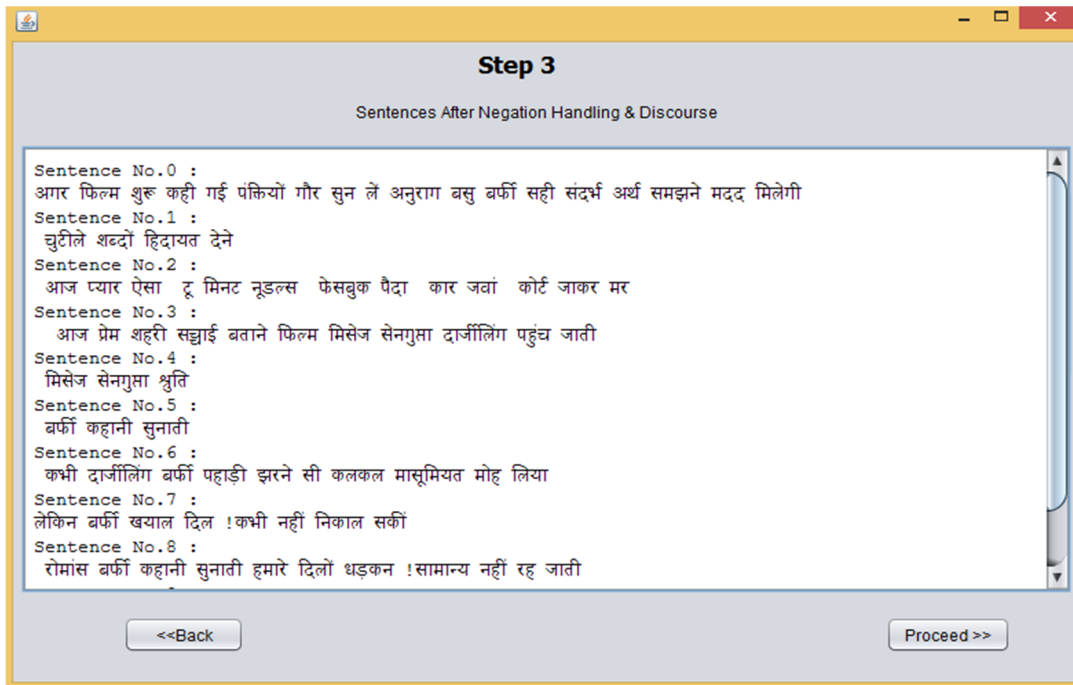 Step 3
Sentences After Negation Handling & Discourse
Sentence No.0 :
अगर फिल्म शुरू कही गई पंक्तियों गौर सुन लें अनुराग बसु बर्फी सही संदर्भ अर्थ समझने मदद मिलेगी
Sentence No.1 :
चुटीले शब्दों हिदायत देने
Sentence No.2 :
आज प्यार ऐसा टू मिनट नूडल्स फेसबुक पैदा कार जवां कोर्ट जाकर मर
Sentence No.3 :
आज प्रेम शहरी सच्चाई बताने फिल्म मिसेज सेनगुप्ता दार्जीलिंग पहुंच जाती
Sentence No.4 :
मिसेज सेनगुप्ता श्रुति
Sentence No.5 :
बर्फी कहानी सुनाती
Sentence No.6 :
कभी दार्जीलिंग बर्फी पहाड़ी झरने सी कलकल मासूमियत मोह लिया
Sentence No.7 :
लेकिन बर्फी खयाल दिल !कभी नहीं निकाल सकीं
Sentence No.8 :
रोमांस बर्फी कहानी सुनाती हमारे दिलों धड़कन !सामान्य नहीं रह जाती
<<Back
Proceed >>